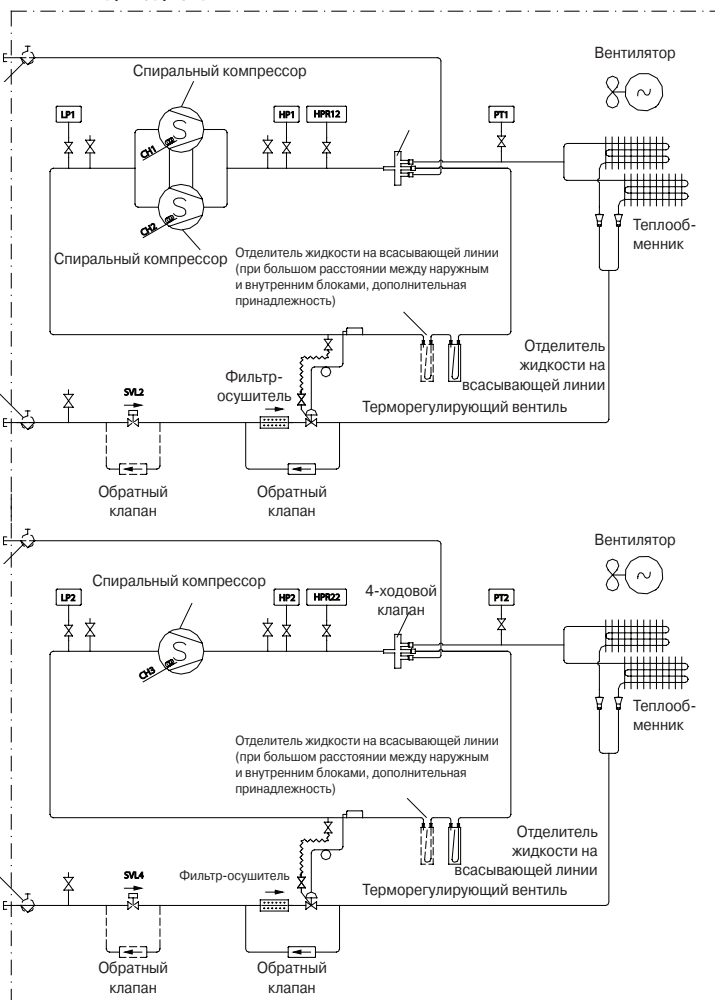 Вентилятор
Спиральный компрессор
LP1
HP1
HPR12
PT1
CH1
CH2
Спиральный компрессор
Теплооб-
менник
Отделитель жидкости на всасывающей линии
(при большом расстоянии между наружным
и внутренним блоками, дополнительная
принадлежность)
Отделитель
жидкости на
всасывающей линии
Фильтр-
осушитель
SVL2
Терморегулирующий вентиль
Обратный
клапан
Обратный
клапан
Вентилятор
Спиральный компрессор
4-ходовой
клапан
LP2
HP2
HPR22
PT2
CH3
Теплооб-
менник
Отделитель жидкости на всасывающей линии
(при большом расстоянии между наружным
и внутренним блоками, дополнительная
принадлежность)
Отделитель
жидкости на
всасывающей линии
SVL4
Фильтр-осушитель
Терморегулирующий вентиль
Обратный
клапан
Обратный
клапан